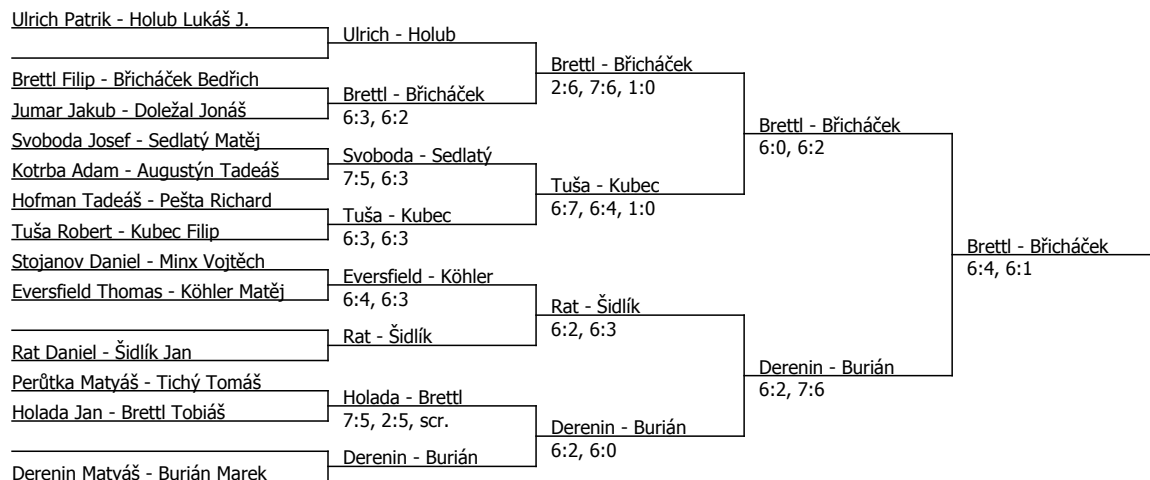 Ulrich Patrik - Holub Lukáš J.
Ulrich - Holub
Brettl - Břicháček
2:6, 7:6, 1:0
Brettl Filip - Břicháček Bedřich
Brettl - Břicháček
6:3, 6:2
Jumar Jakub - Doležal Jonáš
Brettl - Břicháček
6:0, 6:2
Svoboda Josef - Sedlatý Matěj
Svoboda - Sedlatý
7:5, 6:3
Kotrba Adam - Augustýn Tadeáš
Tuša - Kubec
6:7, 6:4, 1:0
Hofman Tadeáš - Pešta Richard
Tuša - Kubec
6:3, 6:3
Tuša Robert - Kubec Filip
Brettl - Břicháček
6:4, 6:1
Stojanov Daniel - Minx Vojtěch
Eversfield - Köhler
6:4, 6:3
Eversfield Thomas - Köhler Matěj
Rat - Šidlík
6:2, 6:3
Rat - Šidlík
Rat Daniel - Šidlík Jan
Derenin - Burián
6:2, 7:6
Perůtka Matyáš - Tichý Tomáš
Holada - Brettl
7:5, 2:5, scr.
Holada Jan - Brettl Tobiáš
Derenin - Burián
6:2, 6:0
Derenin - Burián
Derenin Matyáš - Burián Marek